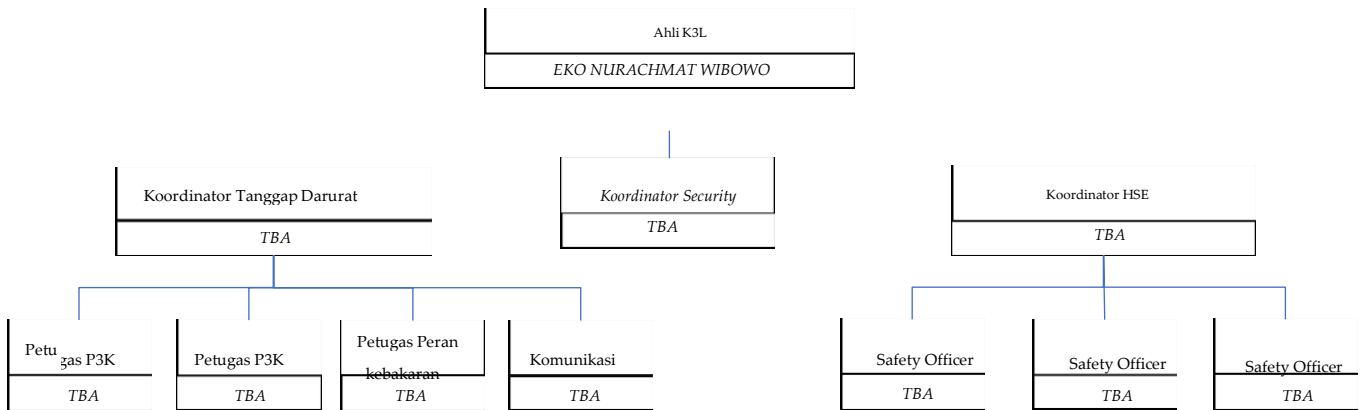 Ahli K3L
EKO NURACHMAT WIBOWO
Koordinator Tanggap Darurat
TBA
Koordinator Security
TBA
Koordinator HSE
TBA
Petugas P3K
TBA
Petugas P3K
TBA
Petugas Peran
kebakaran
TBA
Komunikasi
TBA
Safety Officer
TBA
Safety Officer
TBA
Safety Officer
TBA